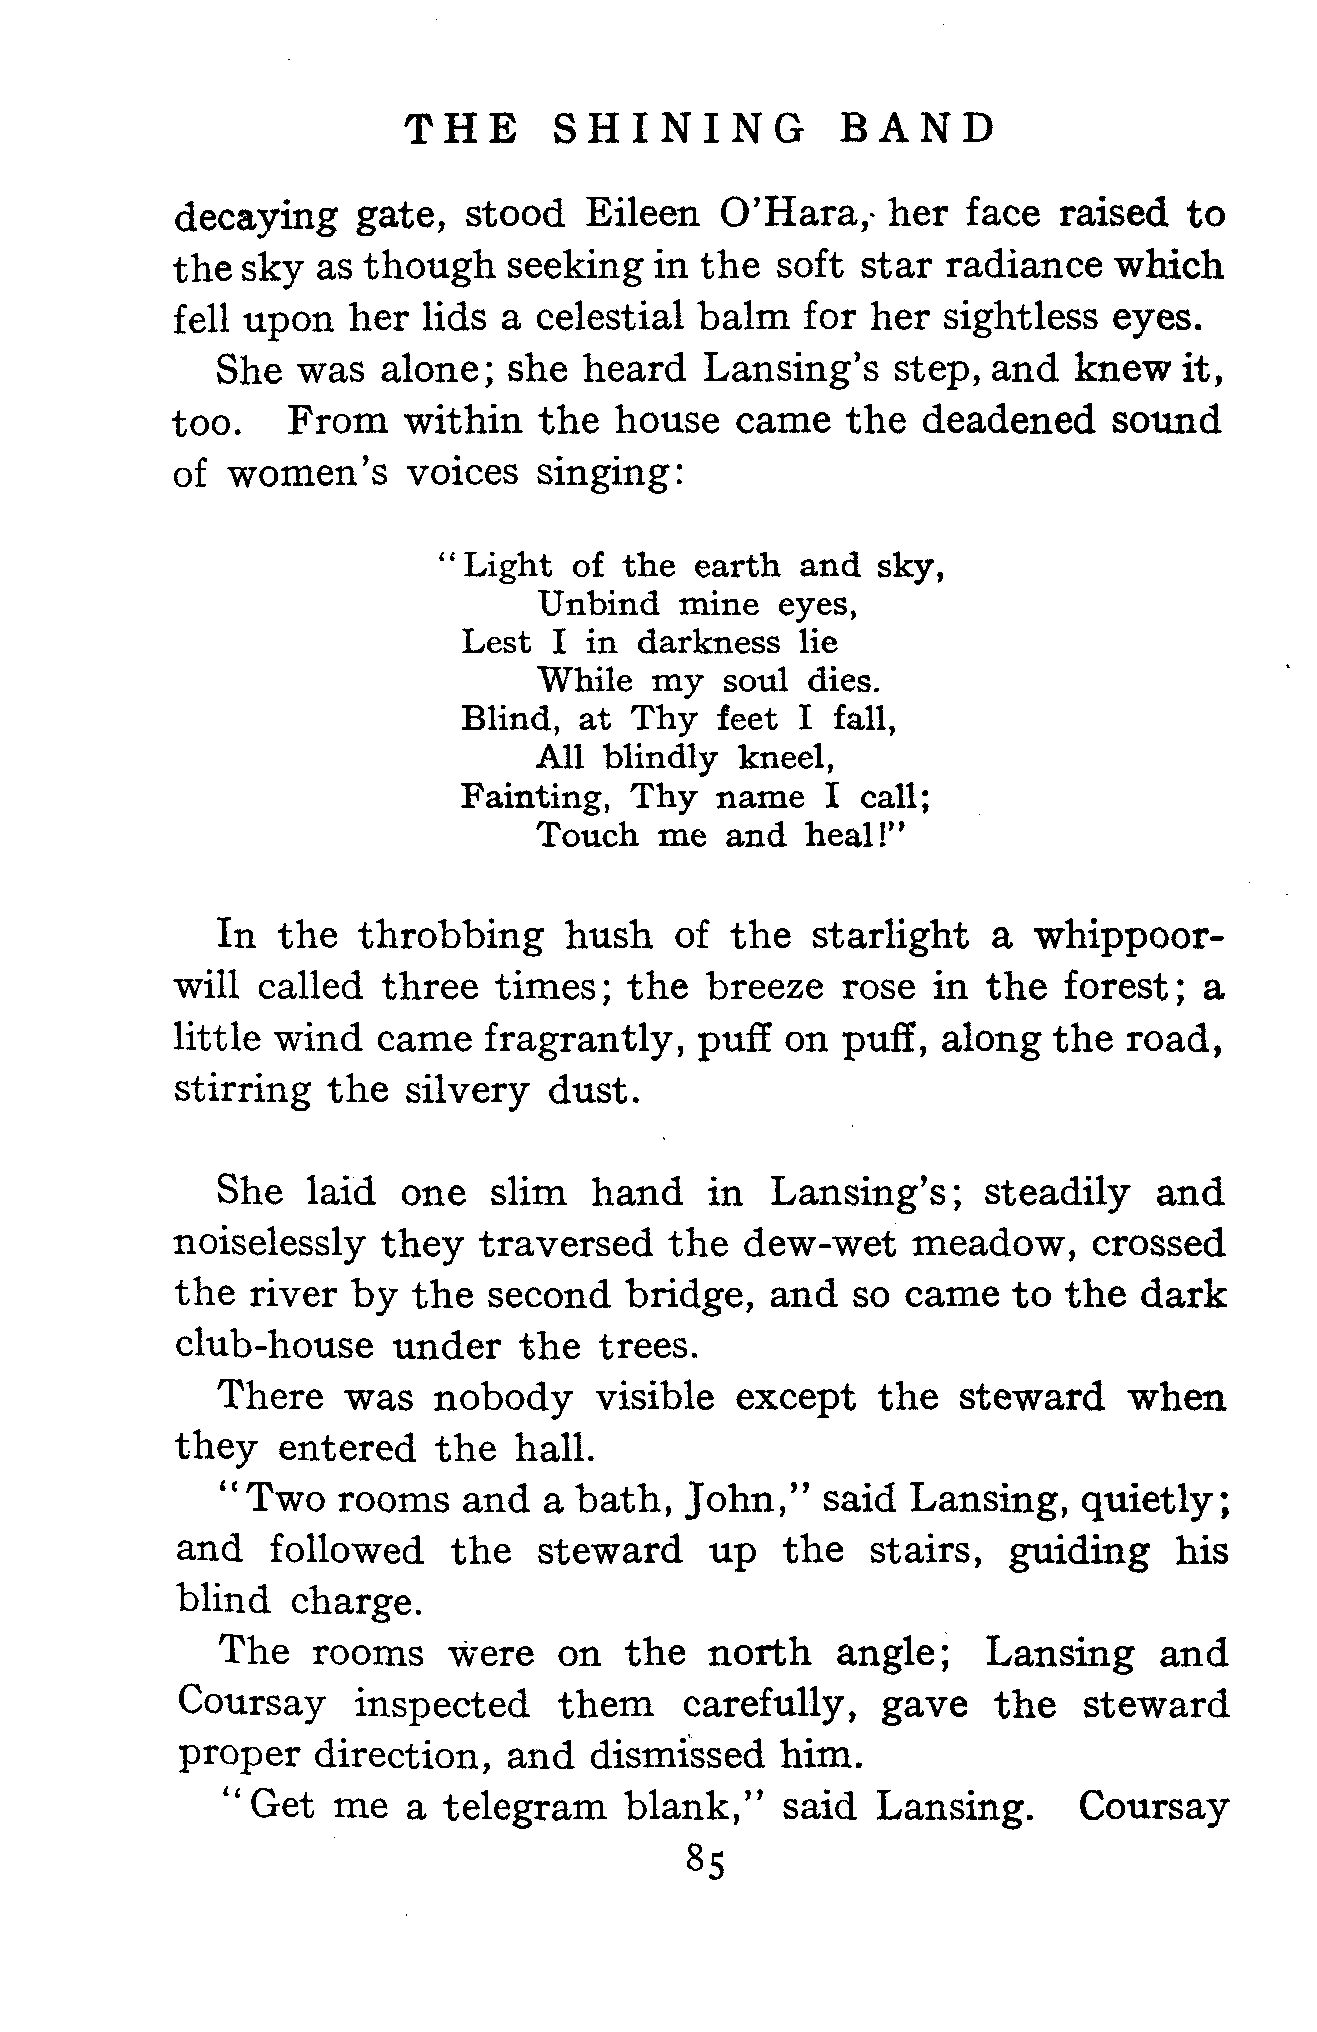 THE SHINING BAND
decaying gate, stood Eileen O'Hara, her face raised to
the sky as though seeking in the soft star radiance which
fell upon her lids a celestial balm for her sightless eyes.
She was alone; she heard Lansing's step, and knew it,
too. From within the house came the deadened sound
of women's voices singing:
"Light of the earth and sky,
Unbind mine eyes,
Lest I in darkness lie
While my soul dies.
Blind, at Thy feet I fall,
All blindly kneel,
Fainting, Thy name I call;
Touch me and heal!"
In the throbbing hush of the starlight a whippoor-
will called three times; the breeze rose in the forest; a
little wind came fragrantly, puff on puff, along the road,
stirring the silvery dust.
She laid one slim hand in Lansing's; steadily and
noiselessly they traversed the dew-wet meadow, crossed
the river by the second bridge, and so came to the dark
club-house under the trees.
There was nobody visible except the steward when
they entered the hall.
"Two rooms and a bath, John," said Lansing, quietly;
and followed the steward up the stairs, guiding his
blind charge.
The rooms were on the north angle; Lansing and
Coursay inspected them carefully, gave the steward
proper direction, and dismissed him.
"Get me a telegram blank," said Lansing. Coursay
85